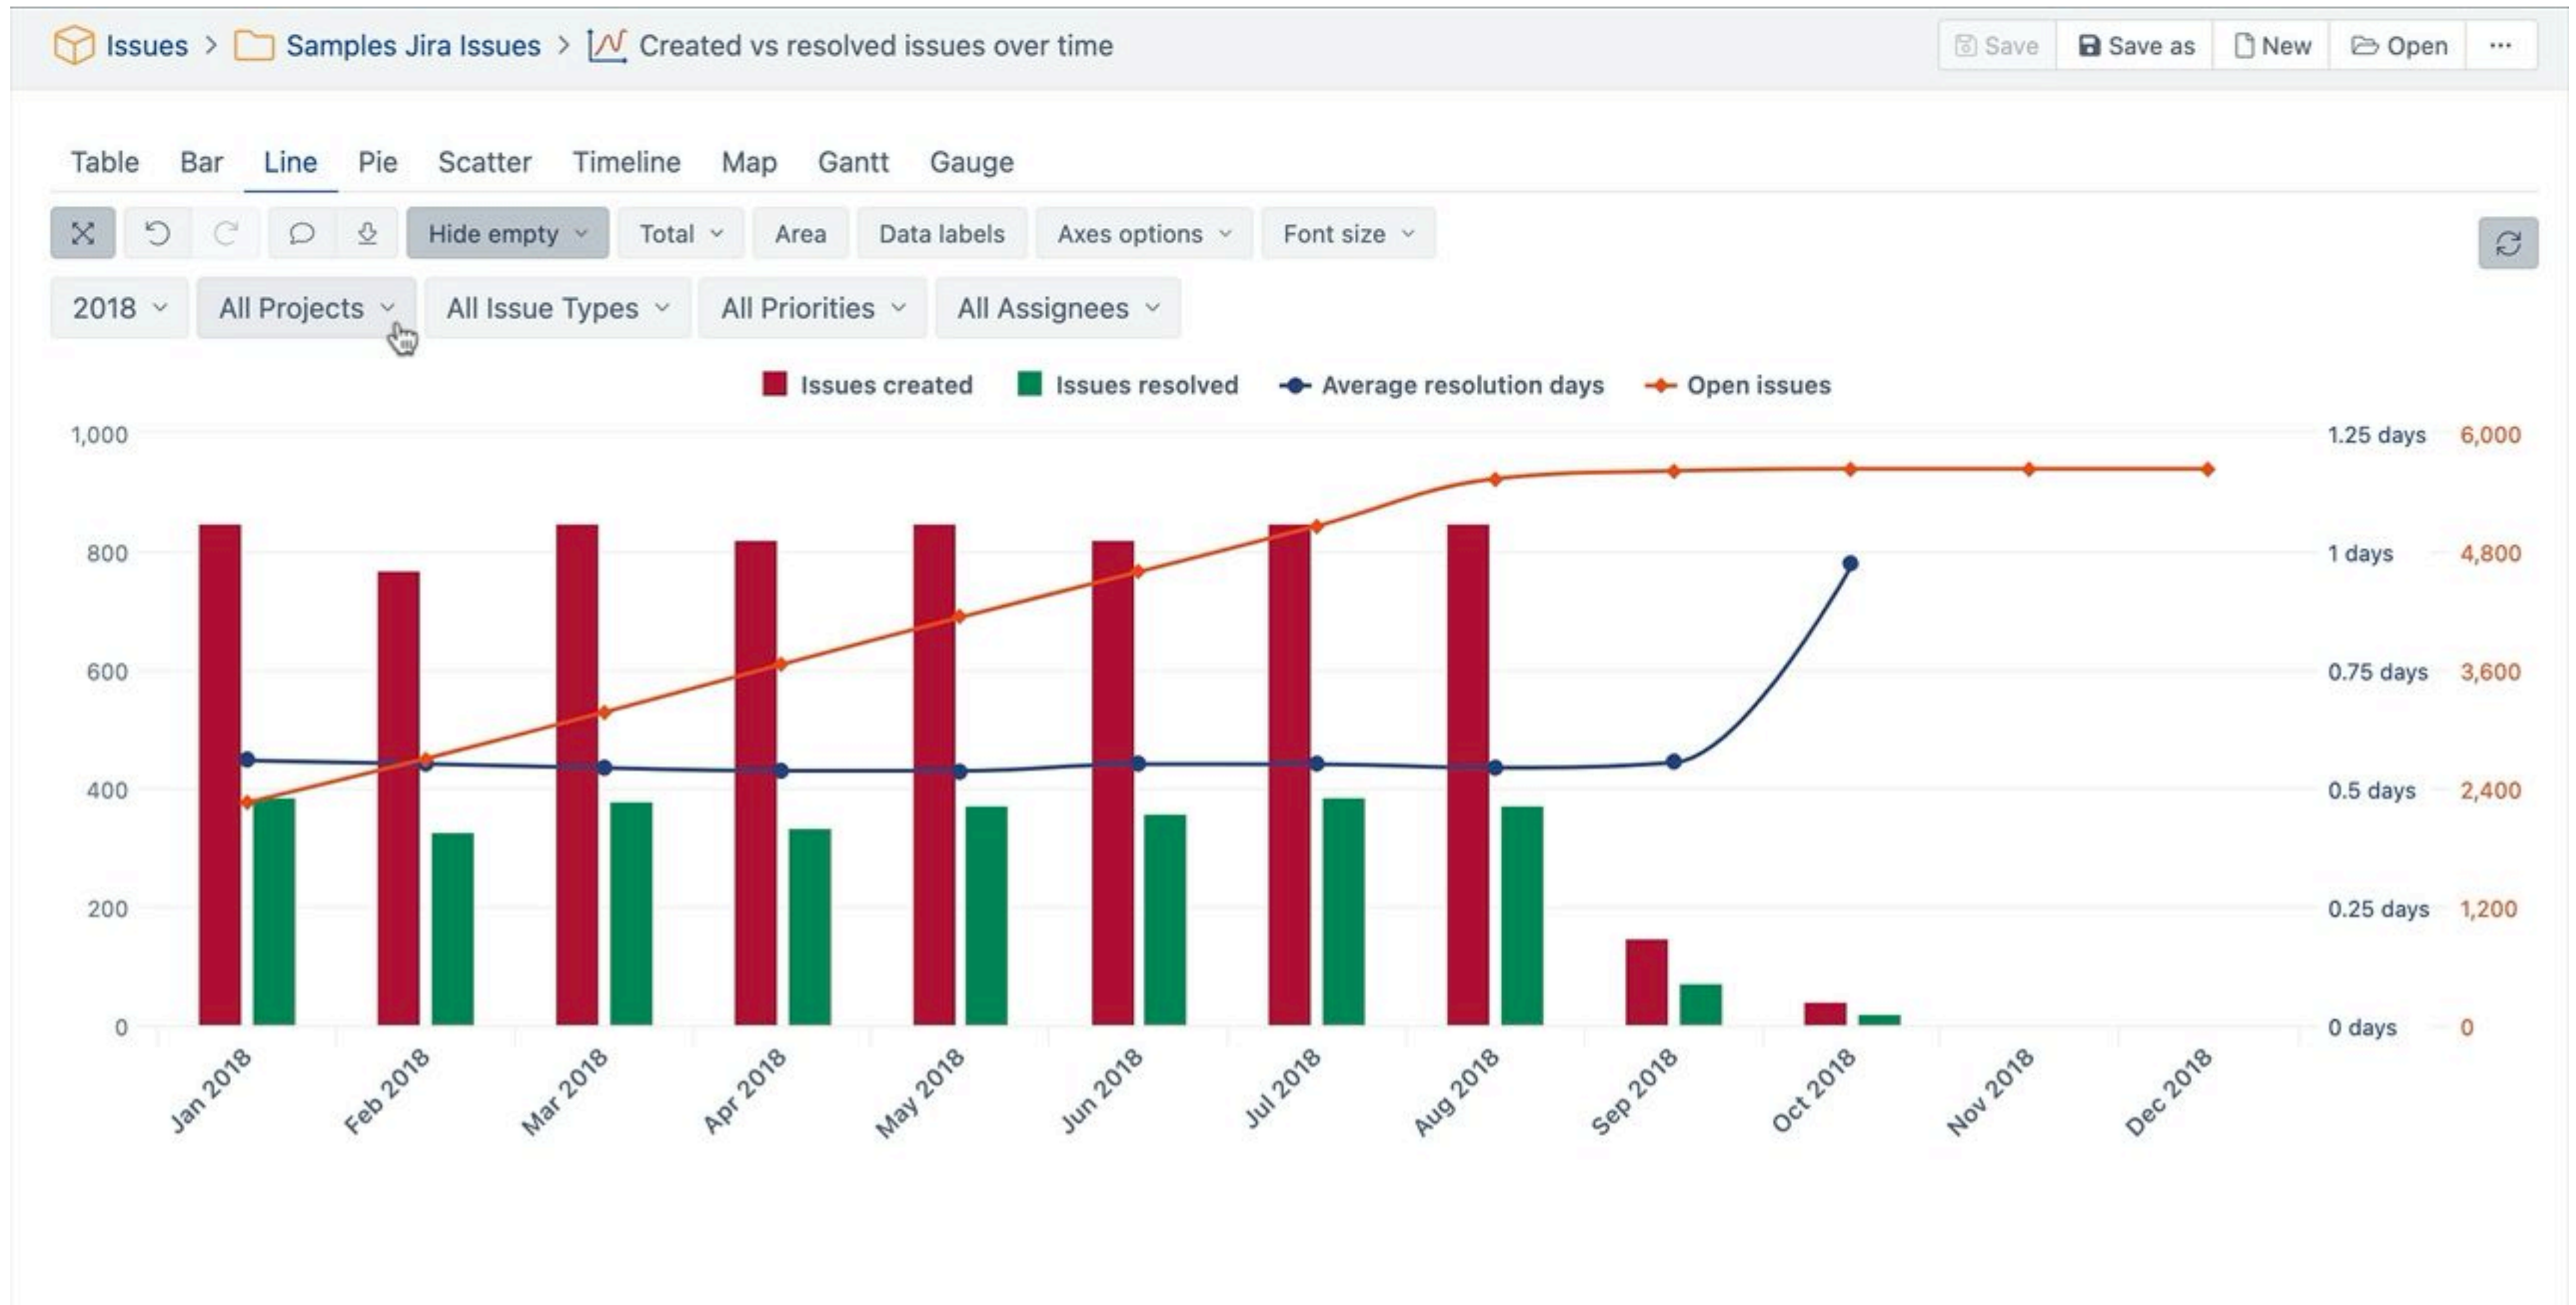 Issues > Samples Jira Issues > Created vs resolved issues over time
Save Save as New Open ...
Table Bar Line Pie Scatter Timeline Map Gantt Gauge
Hide empty Total Area Data labels Axes options Font size
2018 All Projects All Issue Types All Priorities All Assignees
Issues created Issues resolved Average resolution days Open issues
1,000 1.25 days 6,000
800 1 days 4,800
600 0.75 days 3,600
400 0.5 days 2,400
200 0.25 days 1,200
0 0 days 0
Jan 2018 Feb 2018 Mar 2018 Apr 2018 May 2018 Jun 2018 Jul 2018 Aug 2018 Sep 2018 Oct 2018 Nov 2018 Dec 2018